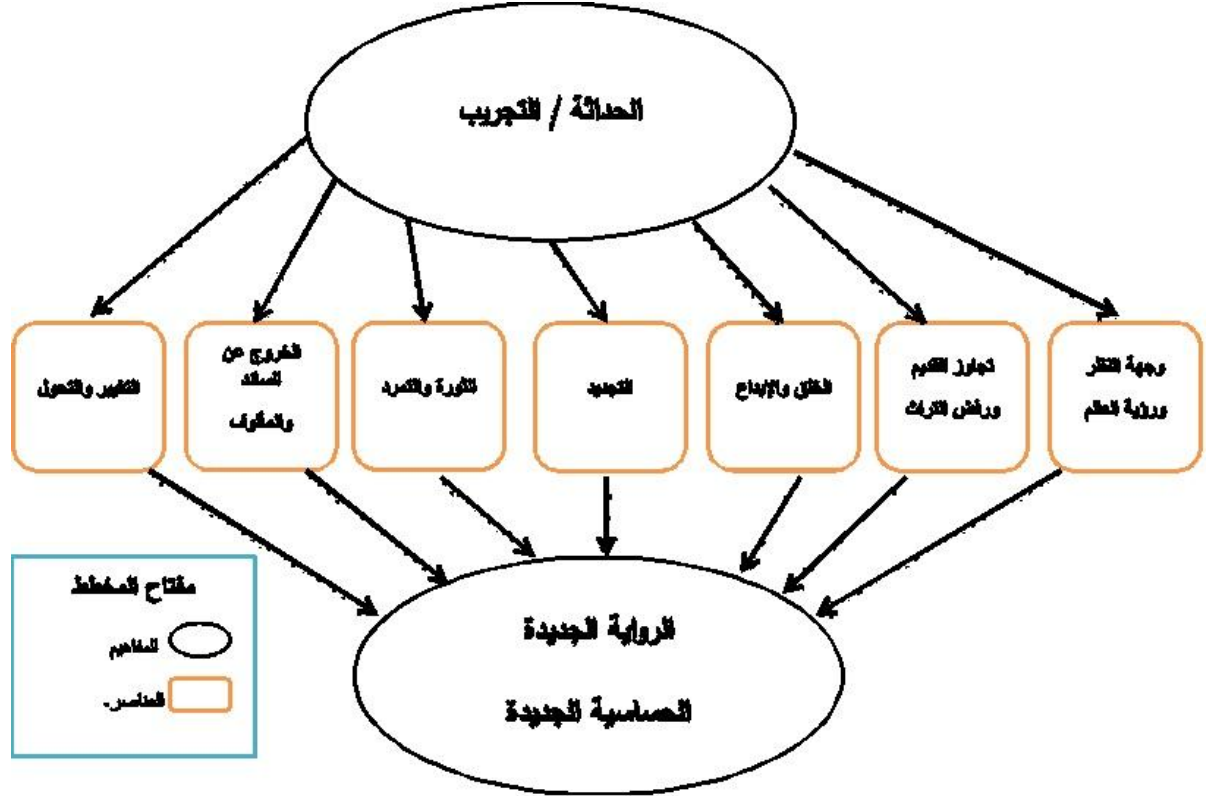 الحداثة / التجريب
وجهة النظر
ورؤية العالم
تجاوز القديم
ورفض التراث
الخلق والإبداع
التجديد
الثورة والتمرد
الخروج عن
السائد
والمألوف
التغيير والتحول
الرواية الجديدة
الحساسية الجديدة
مفتاح المخطط
المفاهيم
العناصر.